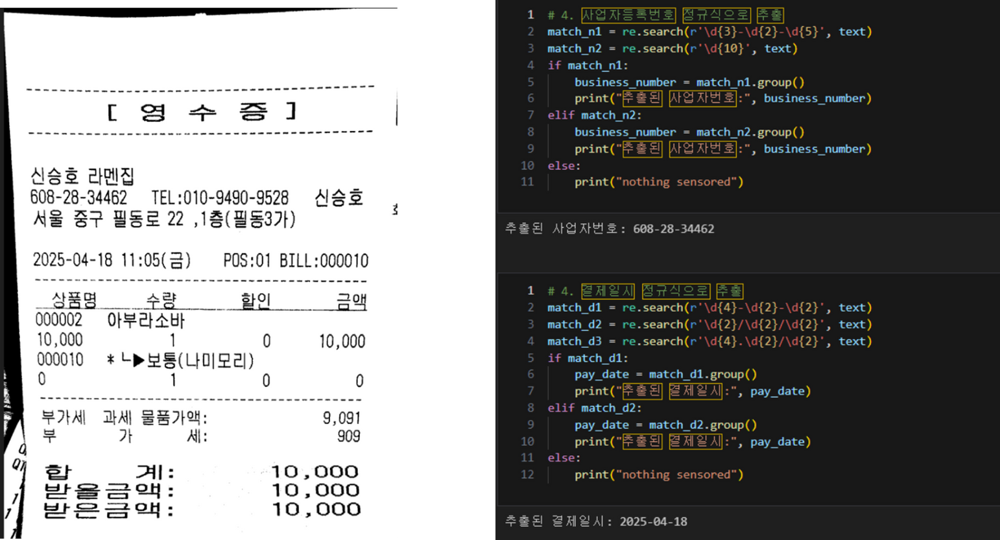 [ 영 수 증 ]
신승호 라멘집
608-28-34462 TEL:010-9490-9528 신승호
서울 중구 필동로 22 ,1층(필동3가)
2025-04-18 11:05(금) POS:01 BILL:000010
상품명 수량 할인 금액
000002 아부라소바
10,000 1 0 10,000
000010 *└▶보통(나미모리)
0 1 0 0
부가세 과세 물품가액: 9,091
부 가 세: 909
합 계: 10,000
받을금액: 10,000
받은금액: 10,000
1 # 4. 사업자등록번호 정규식으로 추출
2 match_n1 = re.search(r'\d{3}-\d{2}-\d{5}', text)
3 match_n2 = re.search(r'\d{10}', text)
4 if match_n1:
5 business_number = match_n1.group()
6 print("추출된 사업자번호:", business_number)
7 elif match_n2:
8 business_number = match_n2.group()
9 print("추출된 사업자번호:", business_number)
10 else:
11 print("nothing sensored")
추출된 사업자번호: 608-28-34462
1 # 4. 결제일시 정규식으로 추출
2 match_d1 = re.search(r'\d{4}-\d{2}-\d{2}', text)
3 match_d2 = re.search(r'\d{2}/\d{2}/\d{2}', text)
4 match_d3 = re.search(r'\d{4}.\d{2}/\d{2}', text)
5 if match_d1:
6 pay_date = match_d1.group()
7 print("추출된 결제일시:", pay_date)
8 elif match_d2:
9 pay_date = match_d2.group()
10 print("추출된 결제일시:", pay_date)
11 else:
12 print("nothing sensored")
추출된 결제일시: 2025-04-18